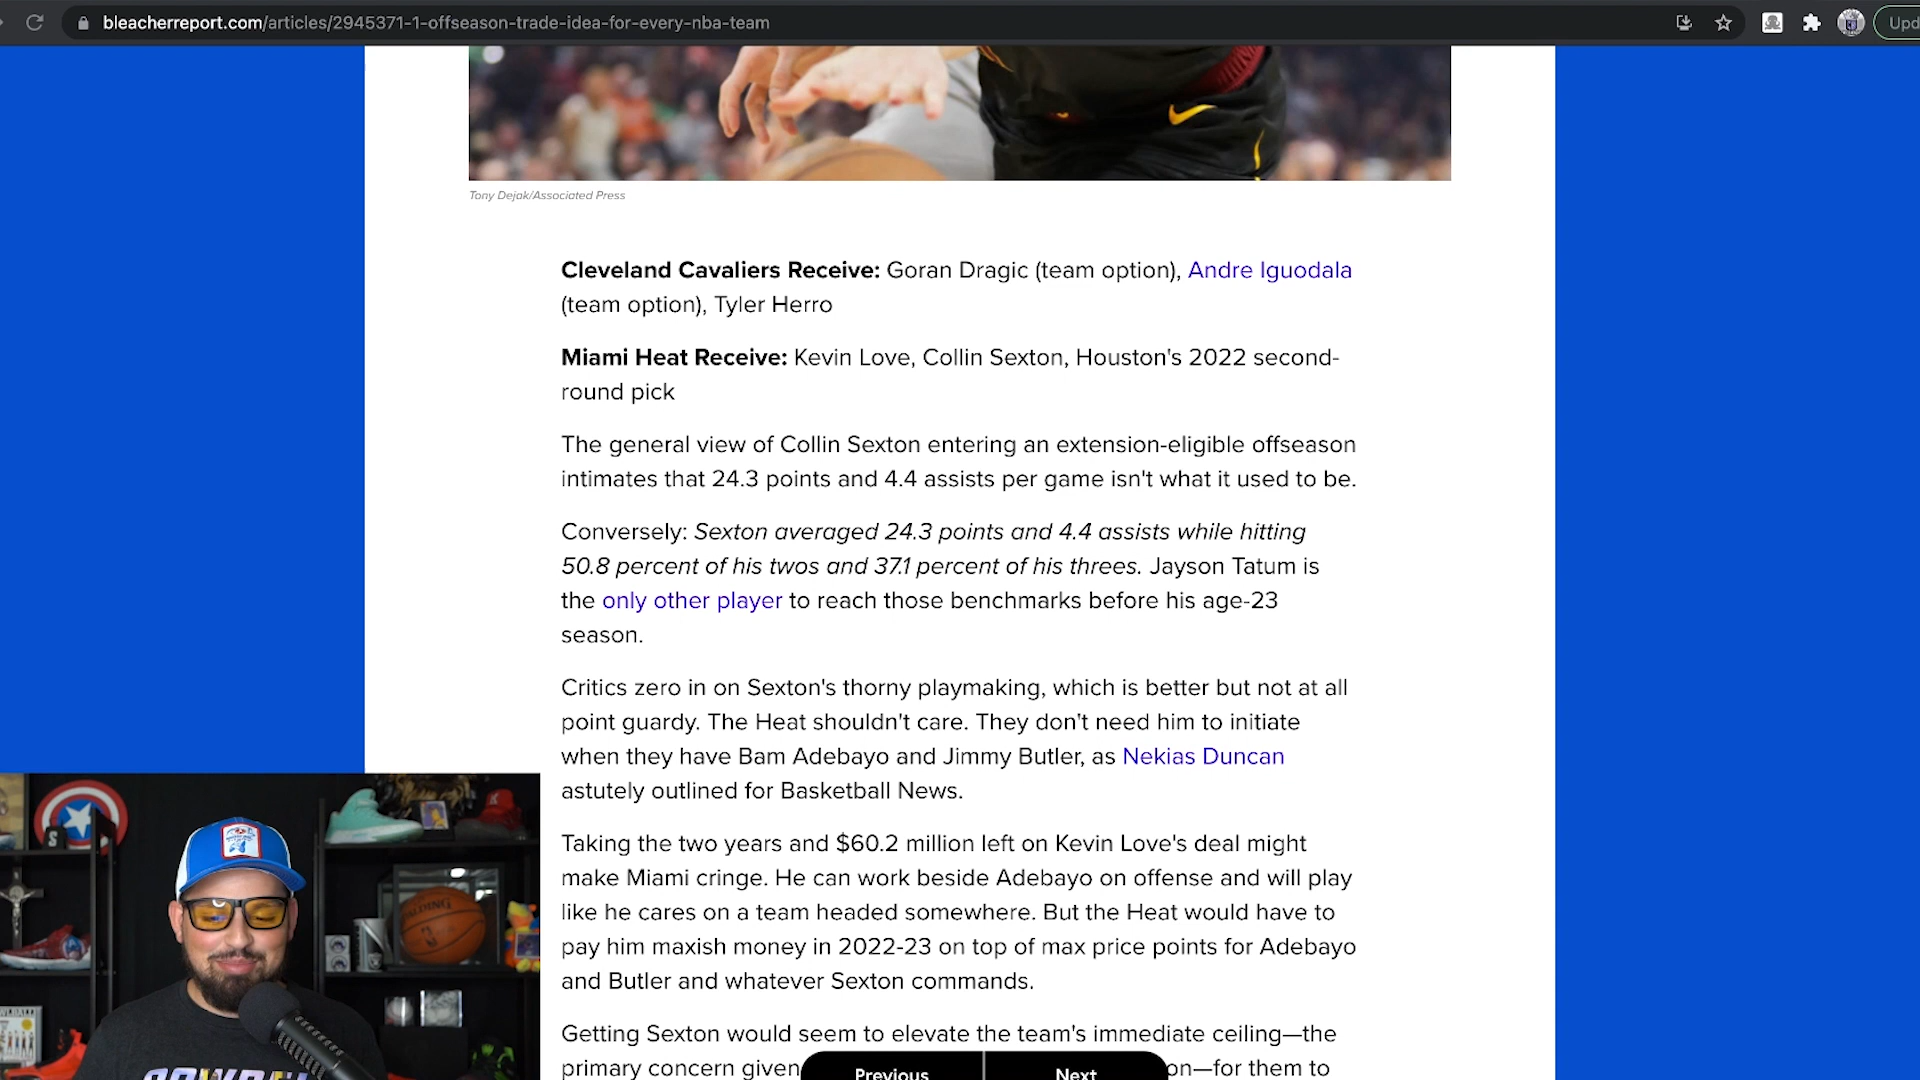 bleacherreport.com/articles/2945371-1-offseason-trade-idea-for-every-nba-team
Upd
Tony Dejak/Associated Press
Cleveland Cavaliers Receive: Goran Dragic (team option), Andre Iguodala
(team option), Tyler Herro
Miami Heat Receive: Kevin Love, Collin Sexton, Houston's 2022 second-
round pick
The general view of Collin Sexton entering an extension-eligible offseason
intimates that 24.3 points and 4.4 assists per game isn't what it used to be.
Conversely: Sexton averaged 24.3 points and 4.4 assists while hitting
50.8 percent of his twos and 37.1 percent of his threes. Jayson Tatum is
the only other player to reach those benchmarks before his age-23
season.
Critics zero in on Sexton's thorny playmaking, which is better but not at all
point guardy. The Heat shouldn't care. They don't need him to initiate
when they have Bam Adebayo and Jimmy Butler, as Nekias Duncan
astutely outlined for Basketball News.
Taking the two years and $60.2 million left on Kevin Love's deal might
make Miami cringe. He can work beside Adebayo on offense and will play
like he cares on a team headed somewhere. But the Heat would have to
pay him maxish money in 2022-23 on top of max price points for Adebayo
and Butler and whatever Sexton commands.
Getting Sexton would seem to elevate the team's immediate ceiling—the
primary concern given on—for them to
Previous Next
SPALDING